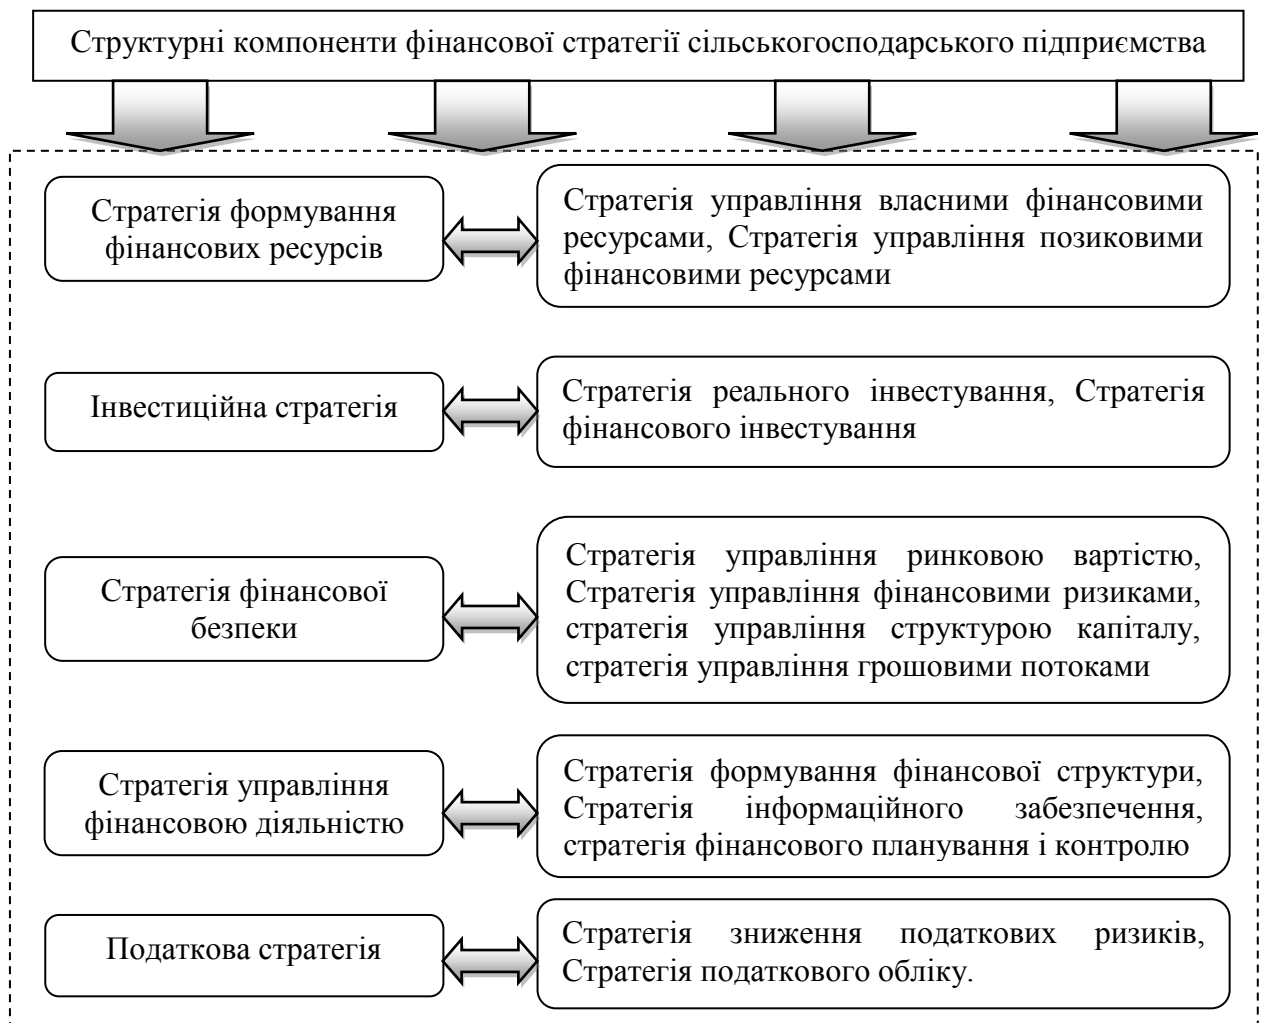 Структурні компоненти фінансової стратегії сільськогосподарського підприємства
Стратегія формування
фінансових ресурсів
Стратегія управління власними фінансовими
ресурсами, Стратегія управління позиковими
фінансовими ресурсами
Інвестиційна стратегія
Стратегія реального інвестування, Стратегія
фінансового інвестування
Стратегія фінансової
безпеки
Стратегія управління ринковою вартістю,
Стратегія управління фінансовими ризиками,
стратегія управління структурою капіталу,
стратегія управління грошовими потоками
Стратегія управління
фінансовою діяльністю
Стратегія формування фінансової структури,
Стратегія інформаційного забезпечення,
стратегія фінансового планування і контролю
Податкова стратегія
Стратегія зниження податкових ризиків,
Стратегія податкового обліку.